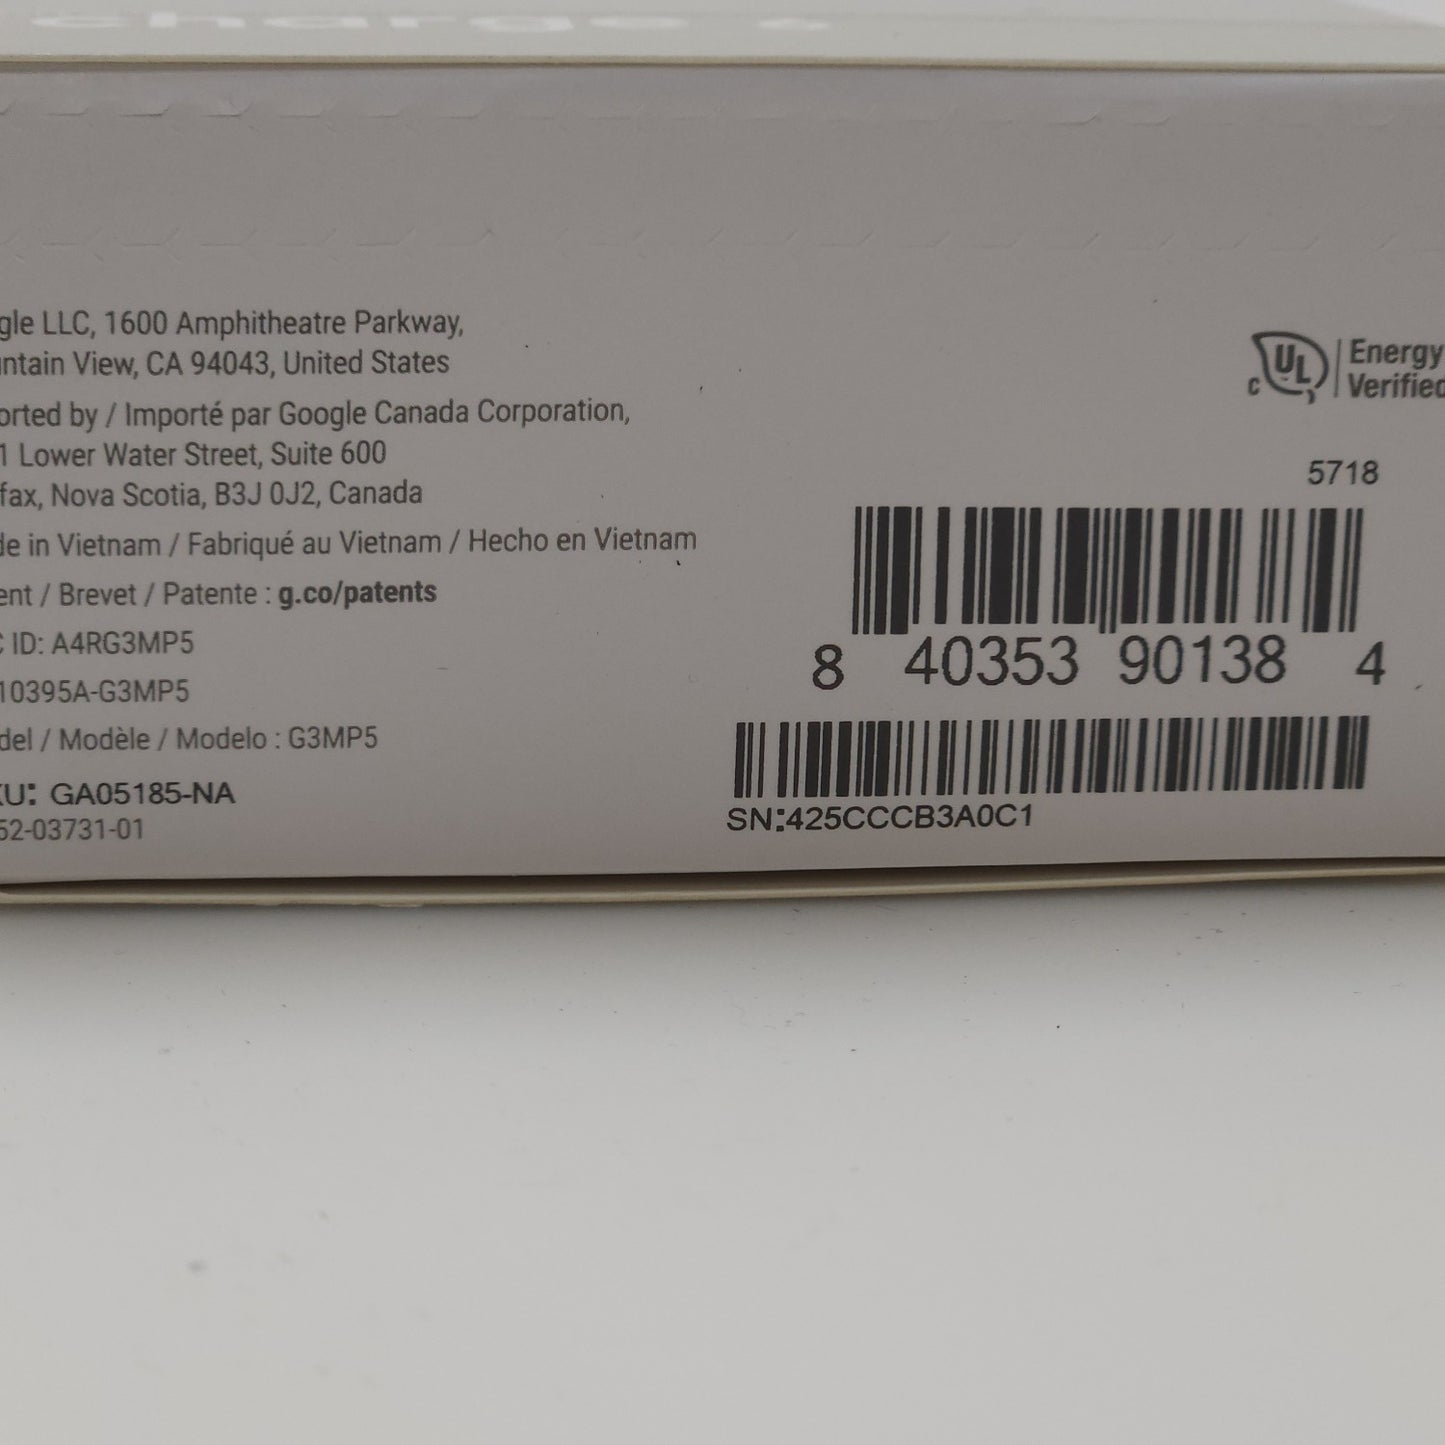 gle LLC, 1600 Amphitheatre Parkway,
ntain View, CA 94043, United States
orted by / Importé par Google Canada Corporation,
1 Lower Water Street, Suite 600
fax, Nova Scotia, B3J 0J2, Canada
de in Vietnam / Fabriqué au Vietnam / Hecho en Vietnam
ent / Brevet / Patente : g.co/patents
C ID: A4RG3MP5
10395A-G3MP5
del / Modèle / Modelo : G3MP5
KU: GA05185-NA
52-03731-01
c UL Energy
Verified
5718
8 40353 90138 4
SN:425CCCB3A0C1